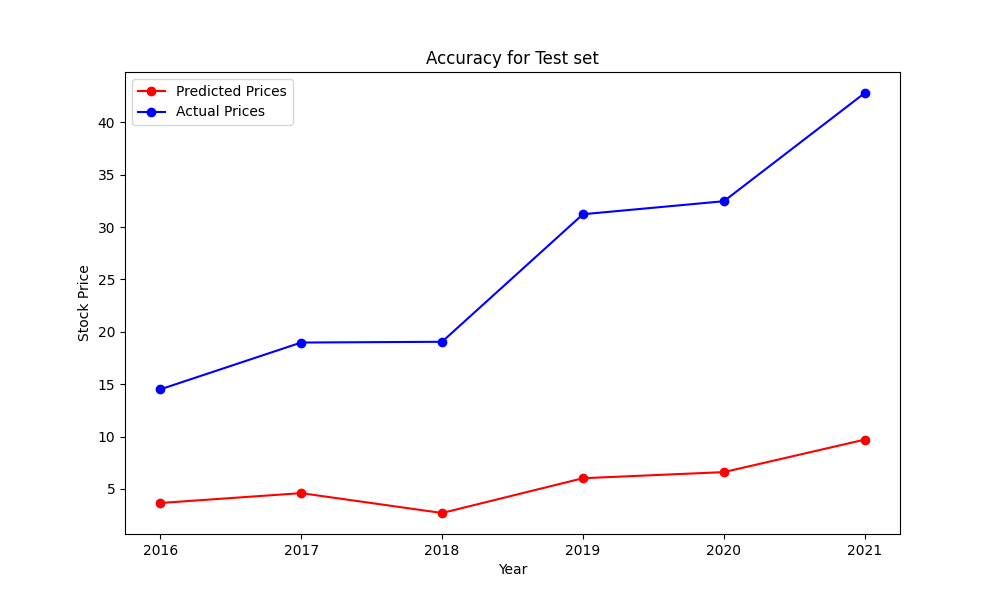 Accuracy for Test set
Predicted Prices
Actual Prices
40
35
30
25
20
15
10
5
Stock Price
2016 2017 2018 2019 2020 2021
Year